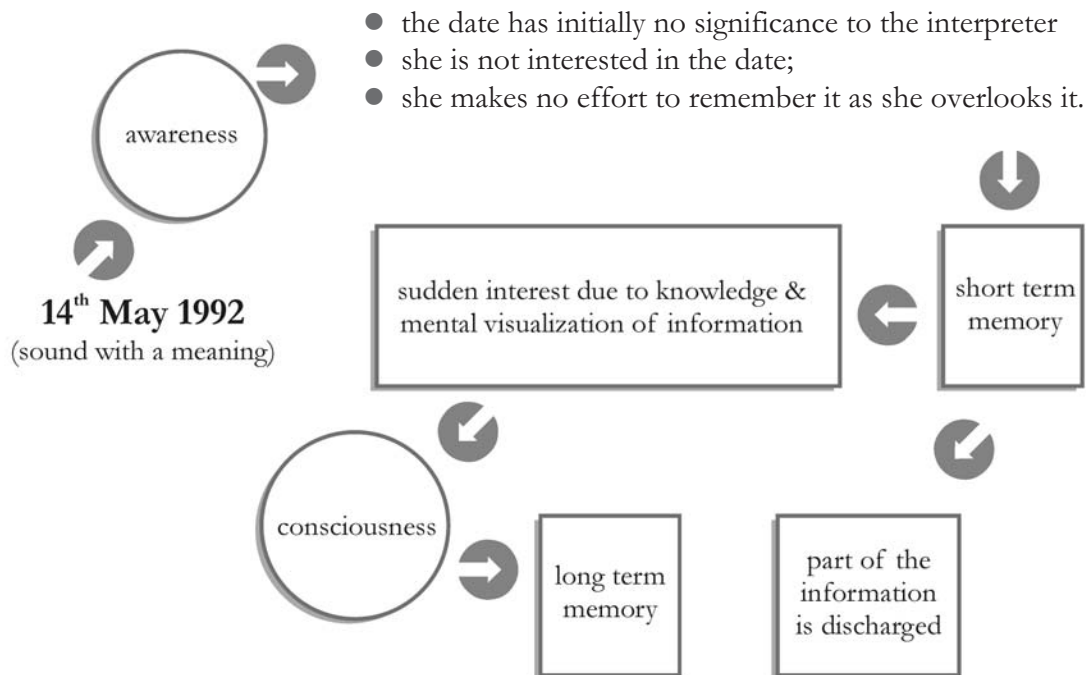 ● the date has initially no significance to the interpreter
● she is not interested in the date;
● she makes no effort to remember it as she overlooks it.
awareness
14th May 1992
(sound with a meaning)
sudden interest due to knowledge &
mental visualization of information
short term
memory
consciousness
long term
memory
part of the
information
is discharged